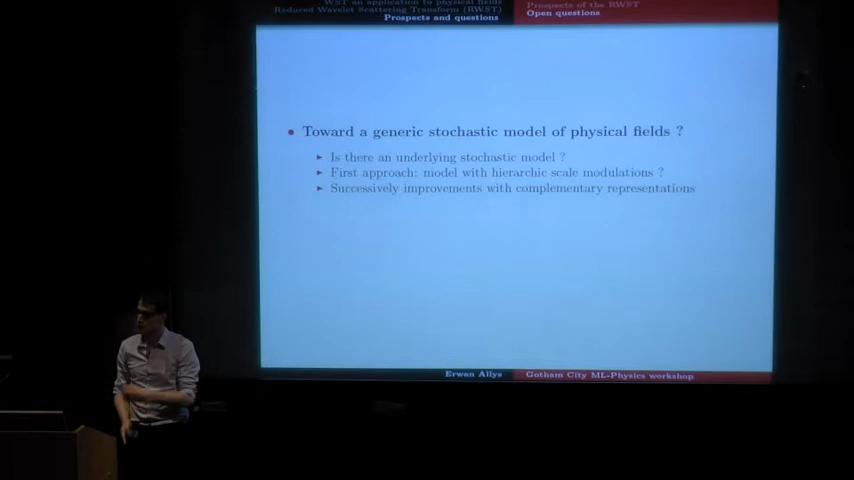 WST an application to physical fields
Reduced Wavelet Scattering Transform (RWST)
Prospects and questions
Prospects of the RWST
Open questions
Toward a generic stochastic model of physical fields ?
Is there an underlying stochastic model ?
First approach: model with hierarchic scale modulations ?
Successively improvements with complementary representations
Erwan Allys
Gotham City ML-Physics workshop